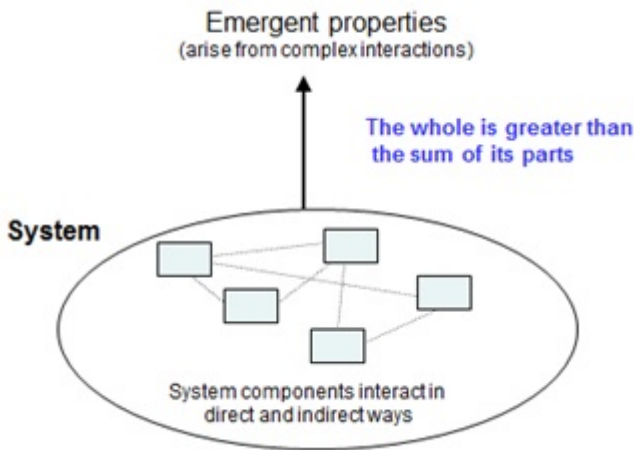 Emergent properties
(arise from complex interactions)
The whole is greater than
the sum of its parts
System
System components interact in
direct and indirect ways